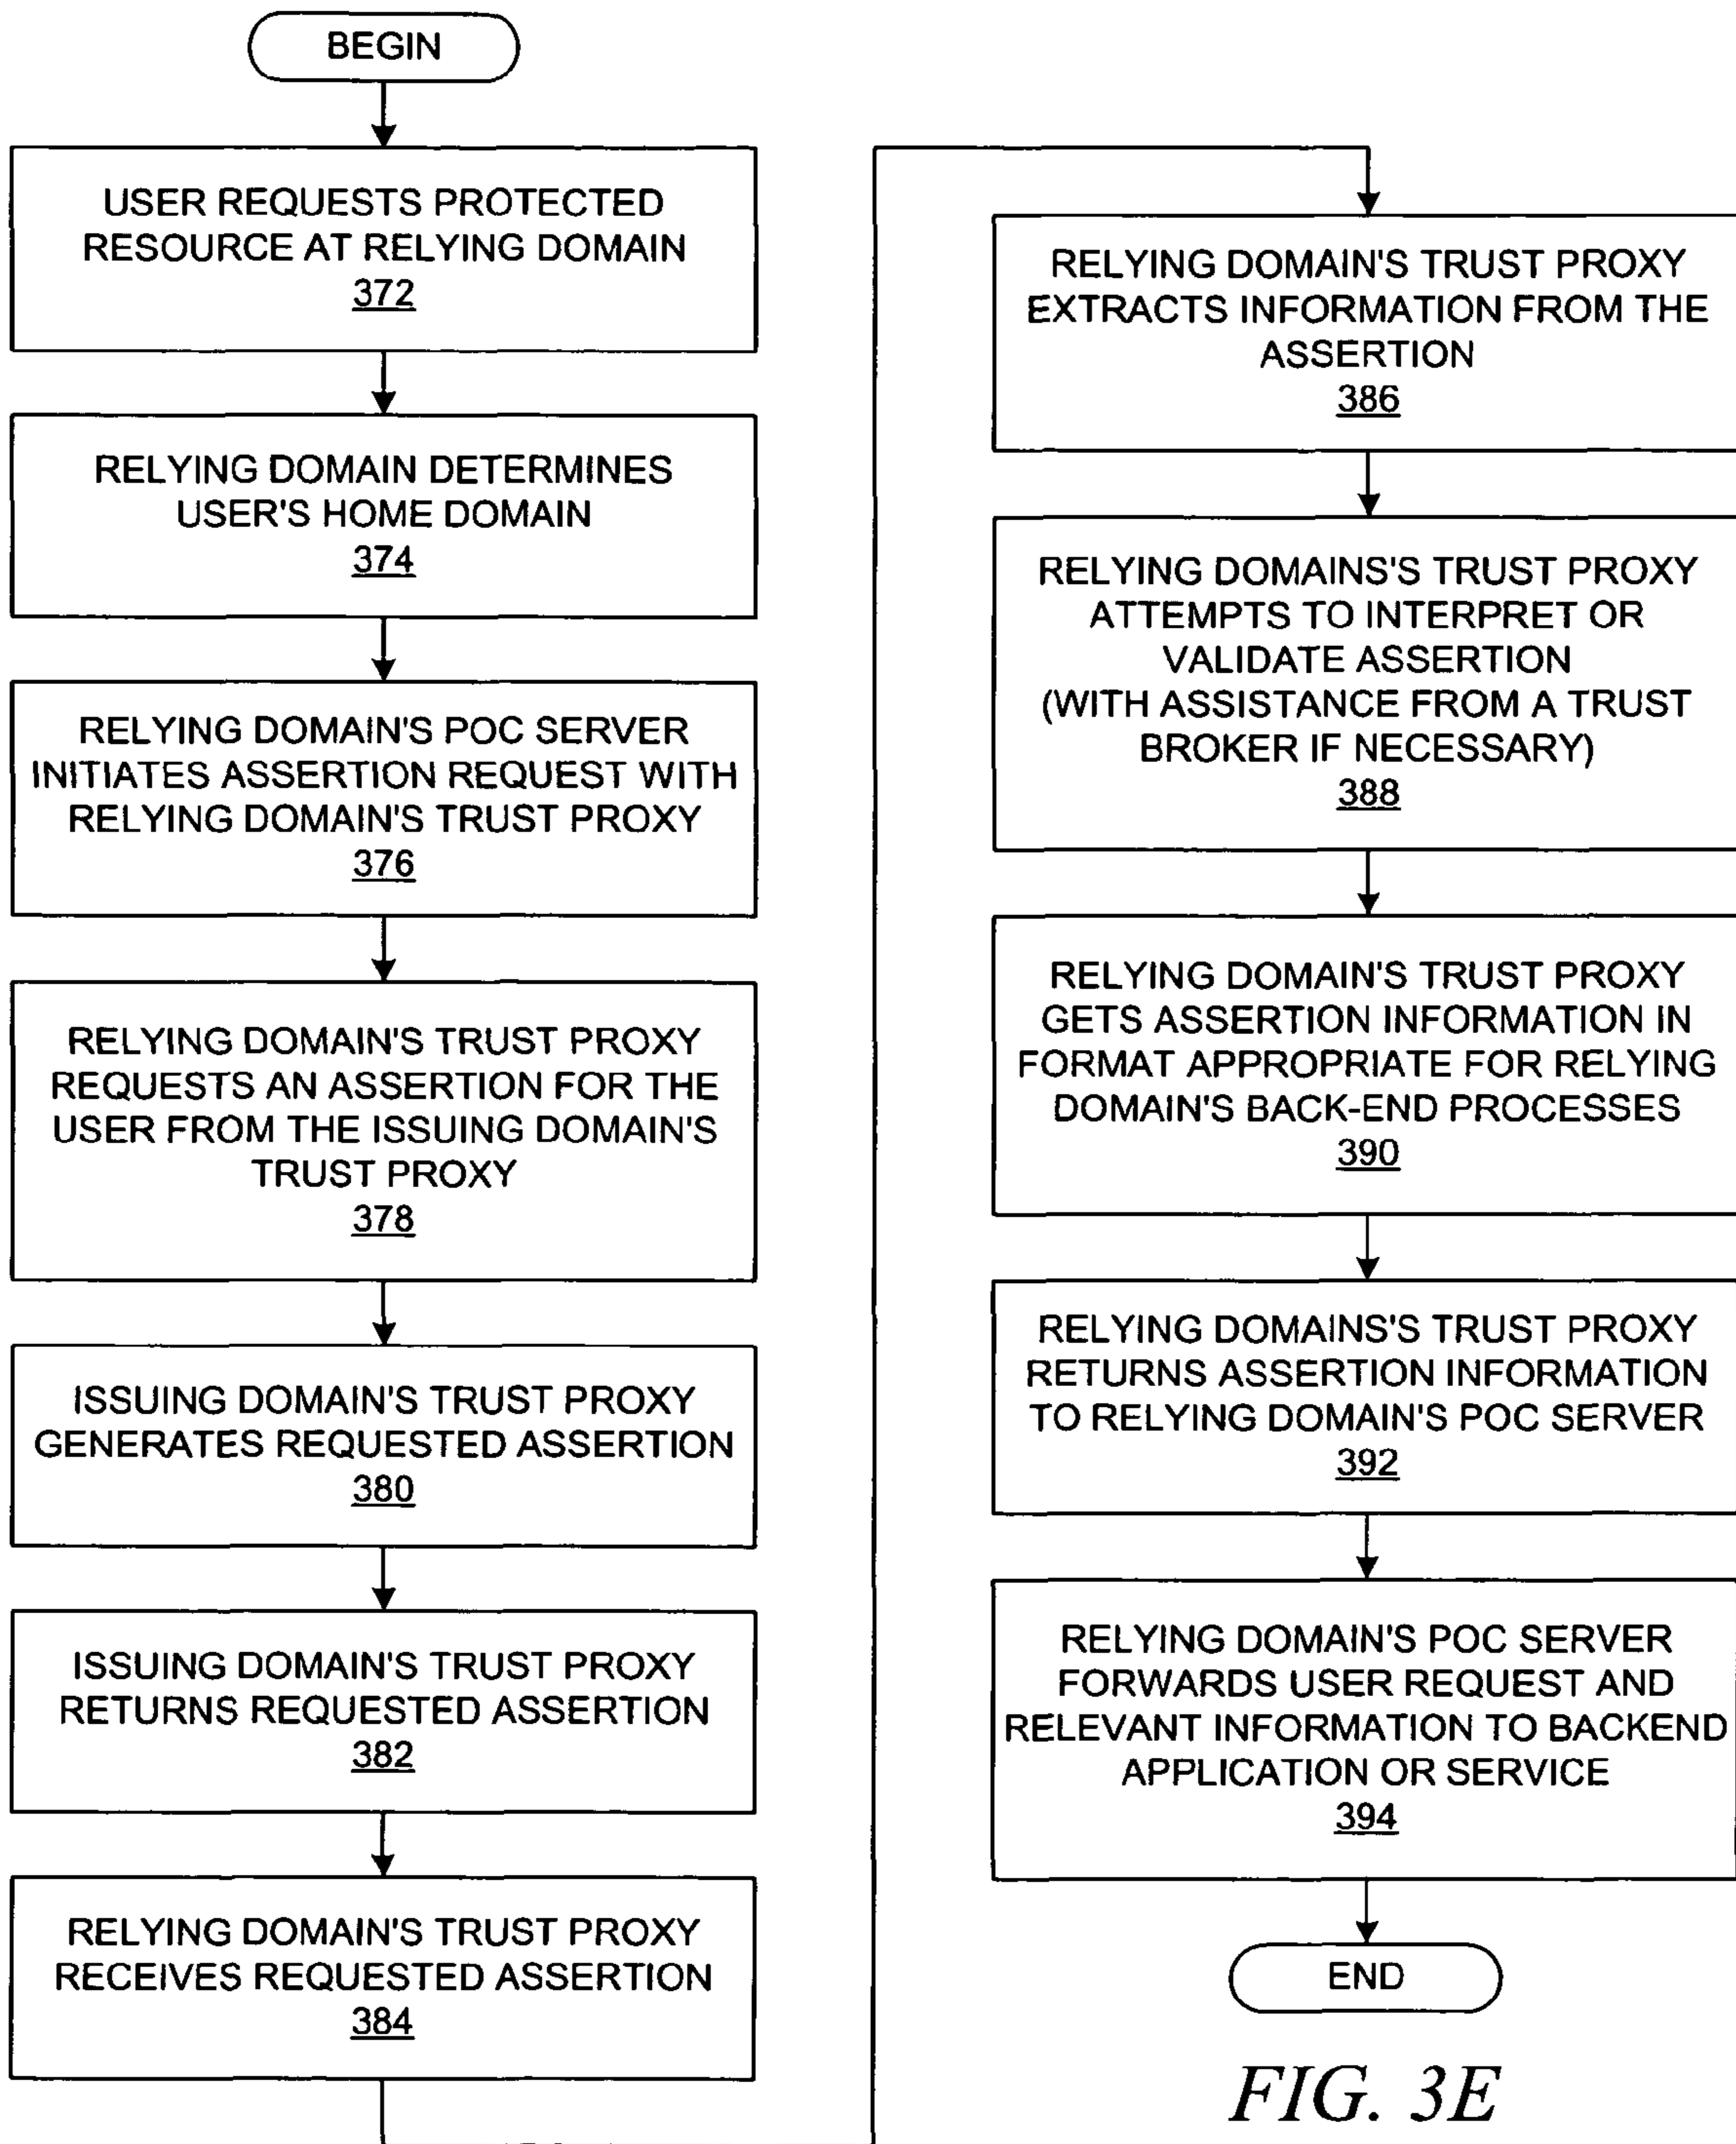 BEGIN
USER REQUESTS PROTECTED
RESOURCE AT RELYING DOMAIN
372
RELYING DOMAIN DETERMINES
USER'S HOME DOMAIN
374
RELYING DOMAIN'S POC SERVER
INITIATES ASSERTION REQUEST WITH
RELYING DOMAIN'S TRUST PROXY
376
RELYING DOMAIN'S TRUST PROXY
REQUESTS AN ASSERTION FOR THE
USER FROM THE ISSUING DOMAIN'S
TRUST PROXY
378
ISSUING DOMAIN'S TRUST PROXY
GENERATES REQUESTED ASSERTION
380
ISSUING DOMAIN'S TRUST PROXY
RETURNS REQUESTED ASSERTION
382
RELYING DOMAIN'S TRUST PROXY
RECEIVES REQUESTED ASSERTION
384
RELYING DOMAIN'S TRUST PROXY
EXTRACTS INFORMATION FROM THE
ASSERTION
386
RELYING DOMAINS'S TRUST PROXY
ATTEMPTS TO INTERPRET OR
VALIDATE ASSERTION
(WITH ASSISTANCE FROM A TRUST
BROKER IF NECESSARY)
388
RELYING DOMAIN'S TRUST PROXY
GETS ASSERTION INFORMATION IN
FORMAT APPROPRIATE FOR RELYING
DOMAIN'S BACK-END PROCESSES
390
RELYING DOMAINS'S TRUST PROXY
RETURNS ASSERTION INFORMATION
TO RELYING DOMAIN'S POC SERVER
392
RELYING DOMAIN'S POC SERVER
FORWARDS USER REQUEST AND
RELEVANT INFORMATION TO BACKEND
APPLICATION OR SERVICE
394
END
FIG. 3E